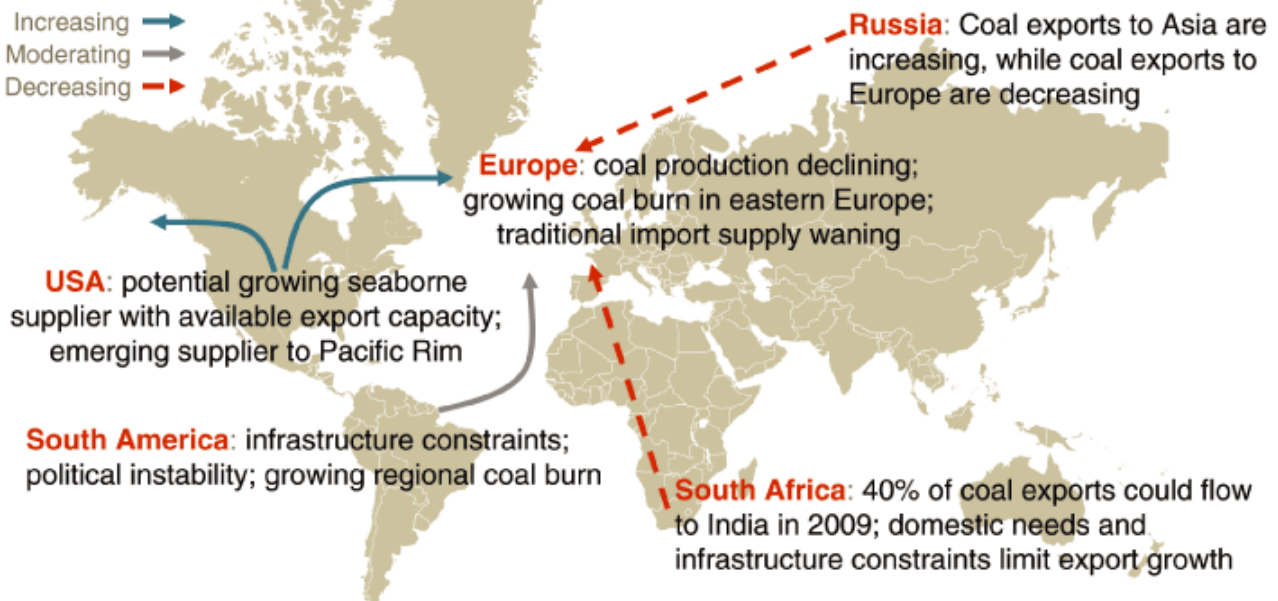 Increasing
Moderating
Decreasing
Russia: Coal exports to Asia are
increasing, while coal exports to
Europe are decreasing
Europe: coal production declining;
growing coal burn in eastern Europe;
traditional import supply waning
USA: potential growing seaborne
supplier with available export capacity;
emerging supplier to Pacific Rim
South America: infrastructure constraints;
political instability; growing regional coal burn
South Africa: 40% of coal exports could flow
to India in 2009; domestic needs and
infrastructure constraints limit export growth